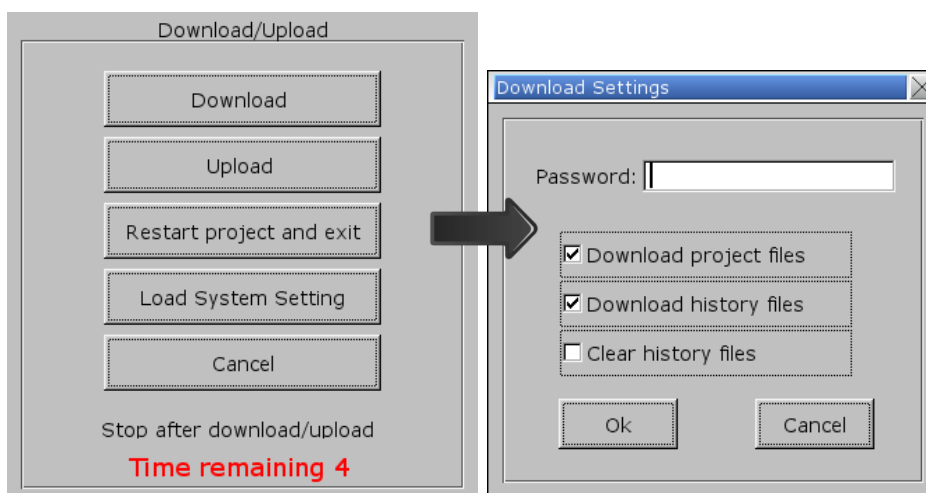 Download/Upload
Download
Upload
Restart project and exit
Load System Setting
Cancel
Stop after download/upload
Time remaining 4
Download Settings
Password:
Download project files
Download history files
Clear history files
Ok
Cancel